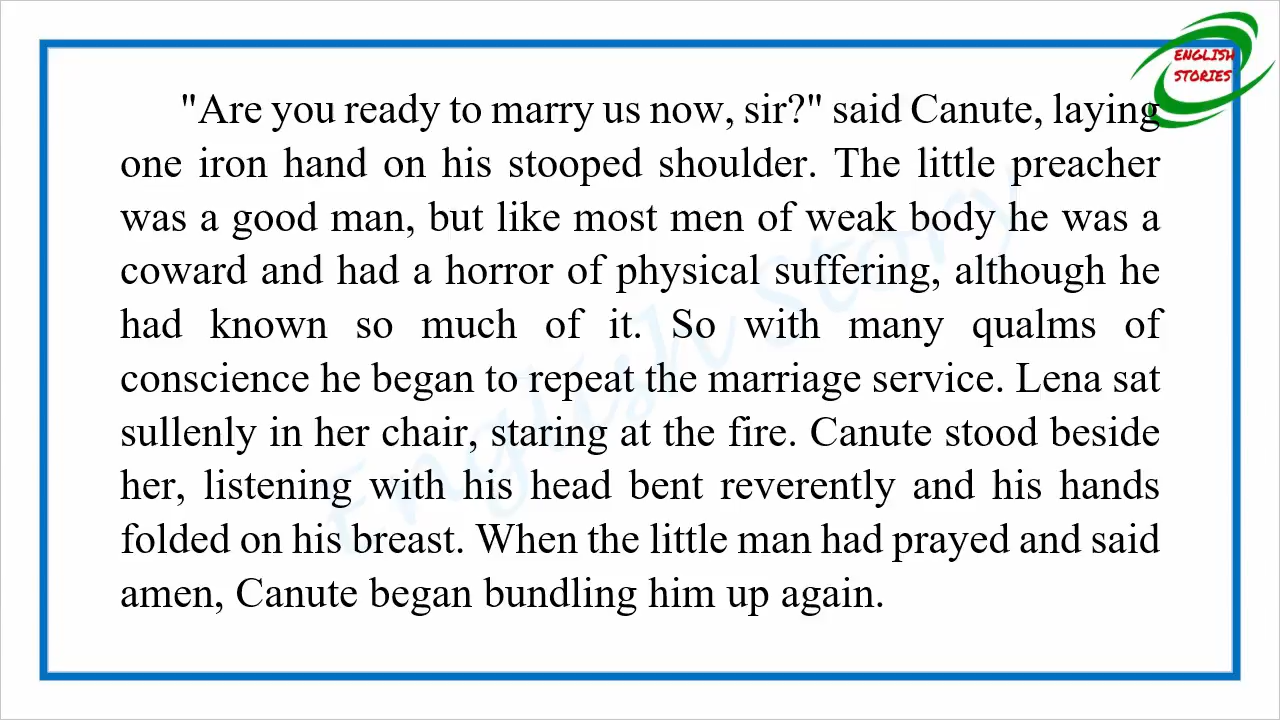 ENGLISH
STORIES
"Are you ready to marry us now, sir?" said Canute, laying
one iron hand on his stooped shoulder. The little preacher
was a good man, but like most men of weak body he was a
coward and had a horror of physical suffering, although he
had known so much of it. So with many qualms of
conscience he began to repeat the marriage service. Lena sat
sullenly in her chair, staring at the fire. Canute stood beside
her, listening with his head bent reverently and his hands
folded on his breast. When the little man had prayed and said
amen, Canute began bundling him up again.
English Story